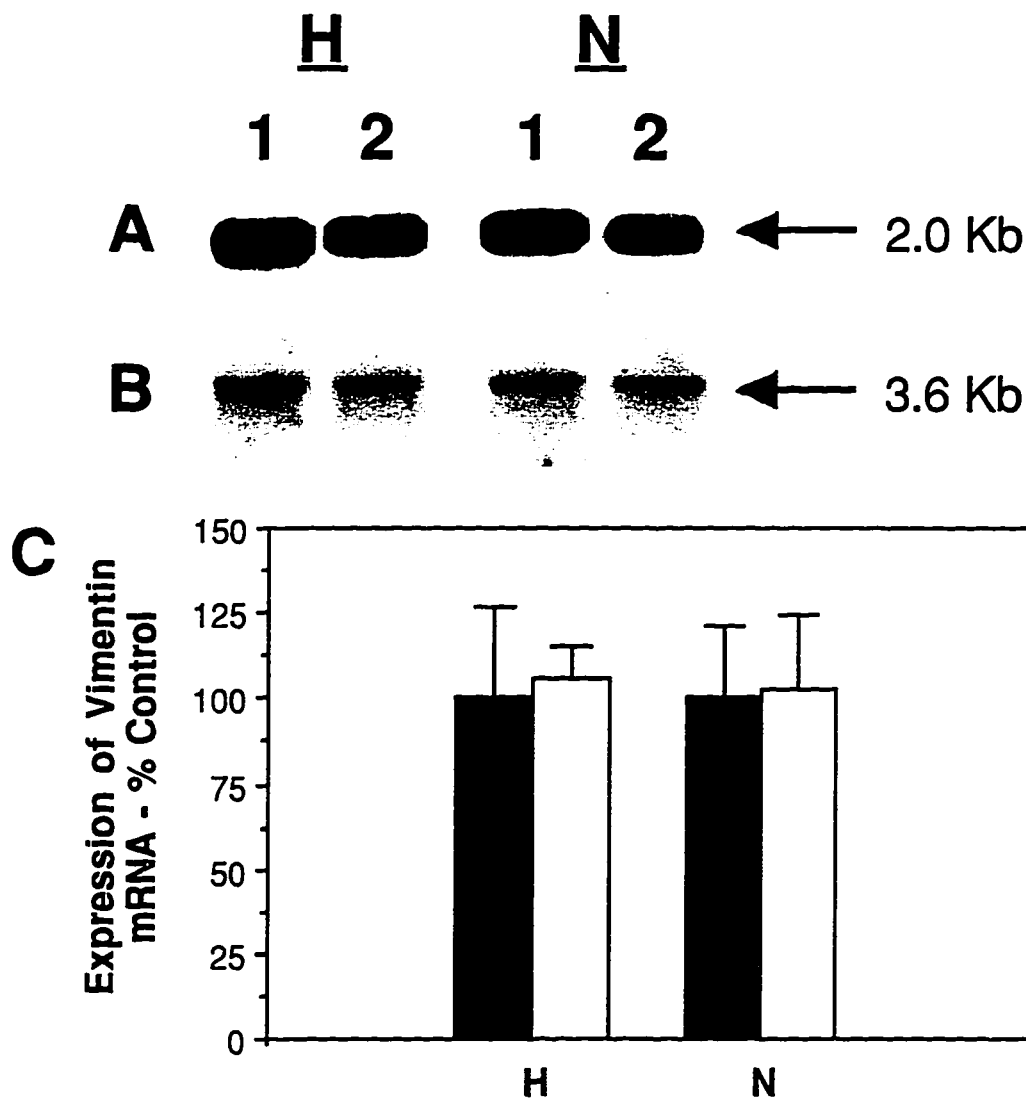 H N
1 2 1 2
A 2.0 Kb
B 3.6 Kb
C
Expression of Vimentin
mRNA - % Control
150
125
100
75
50
25
0
H N